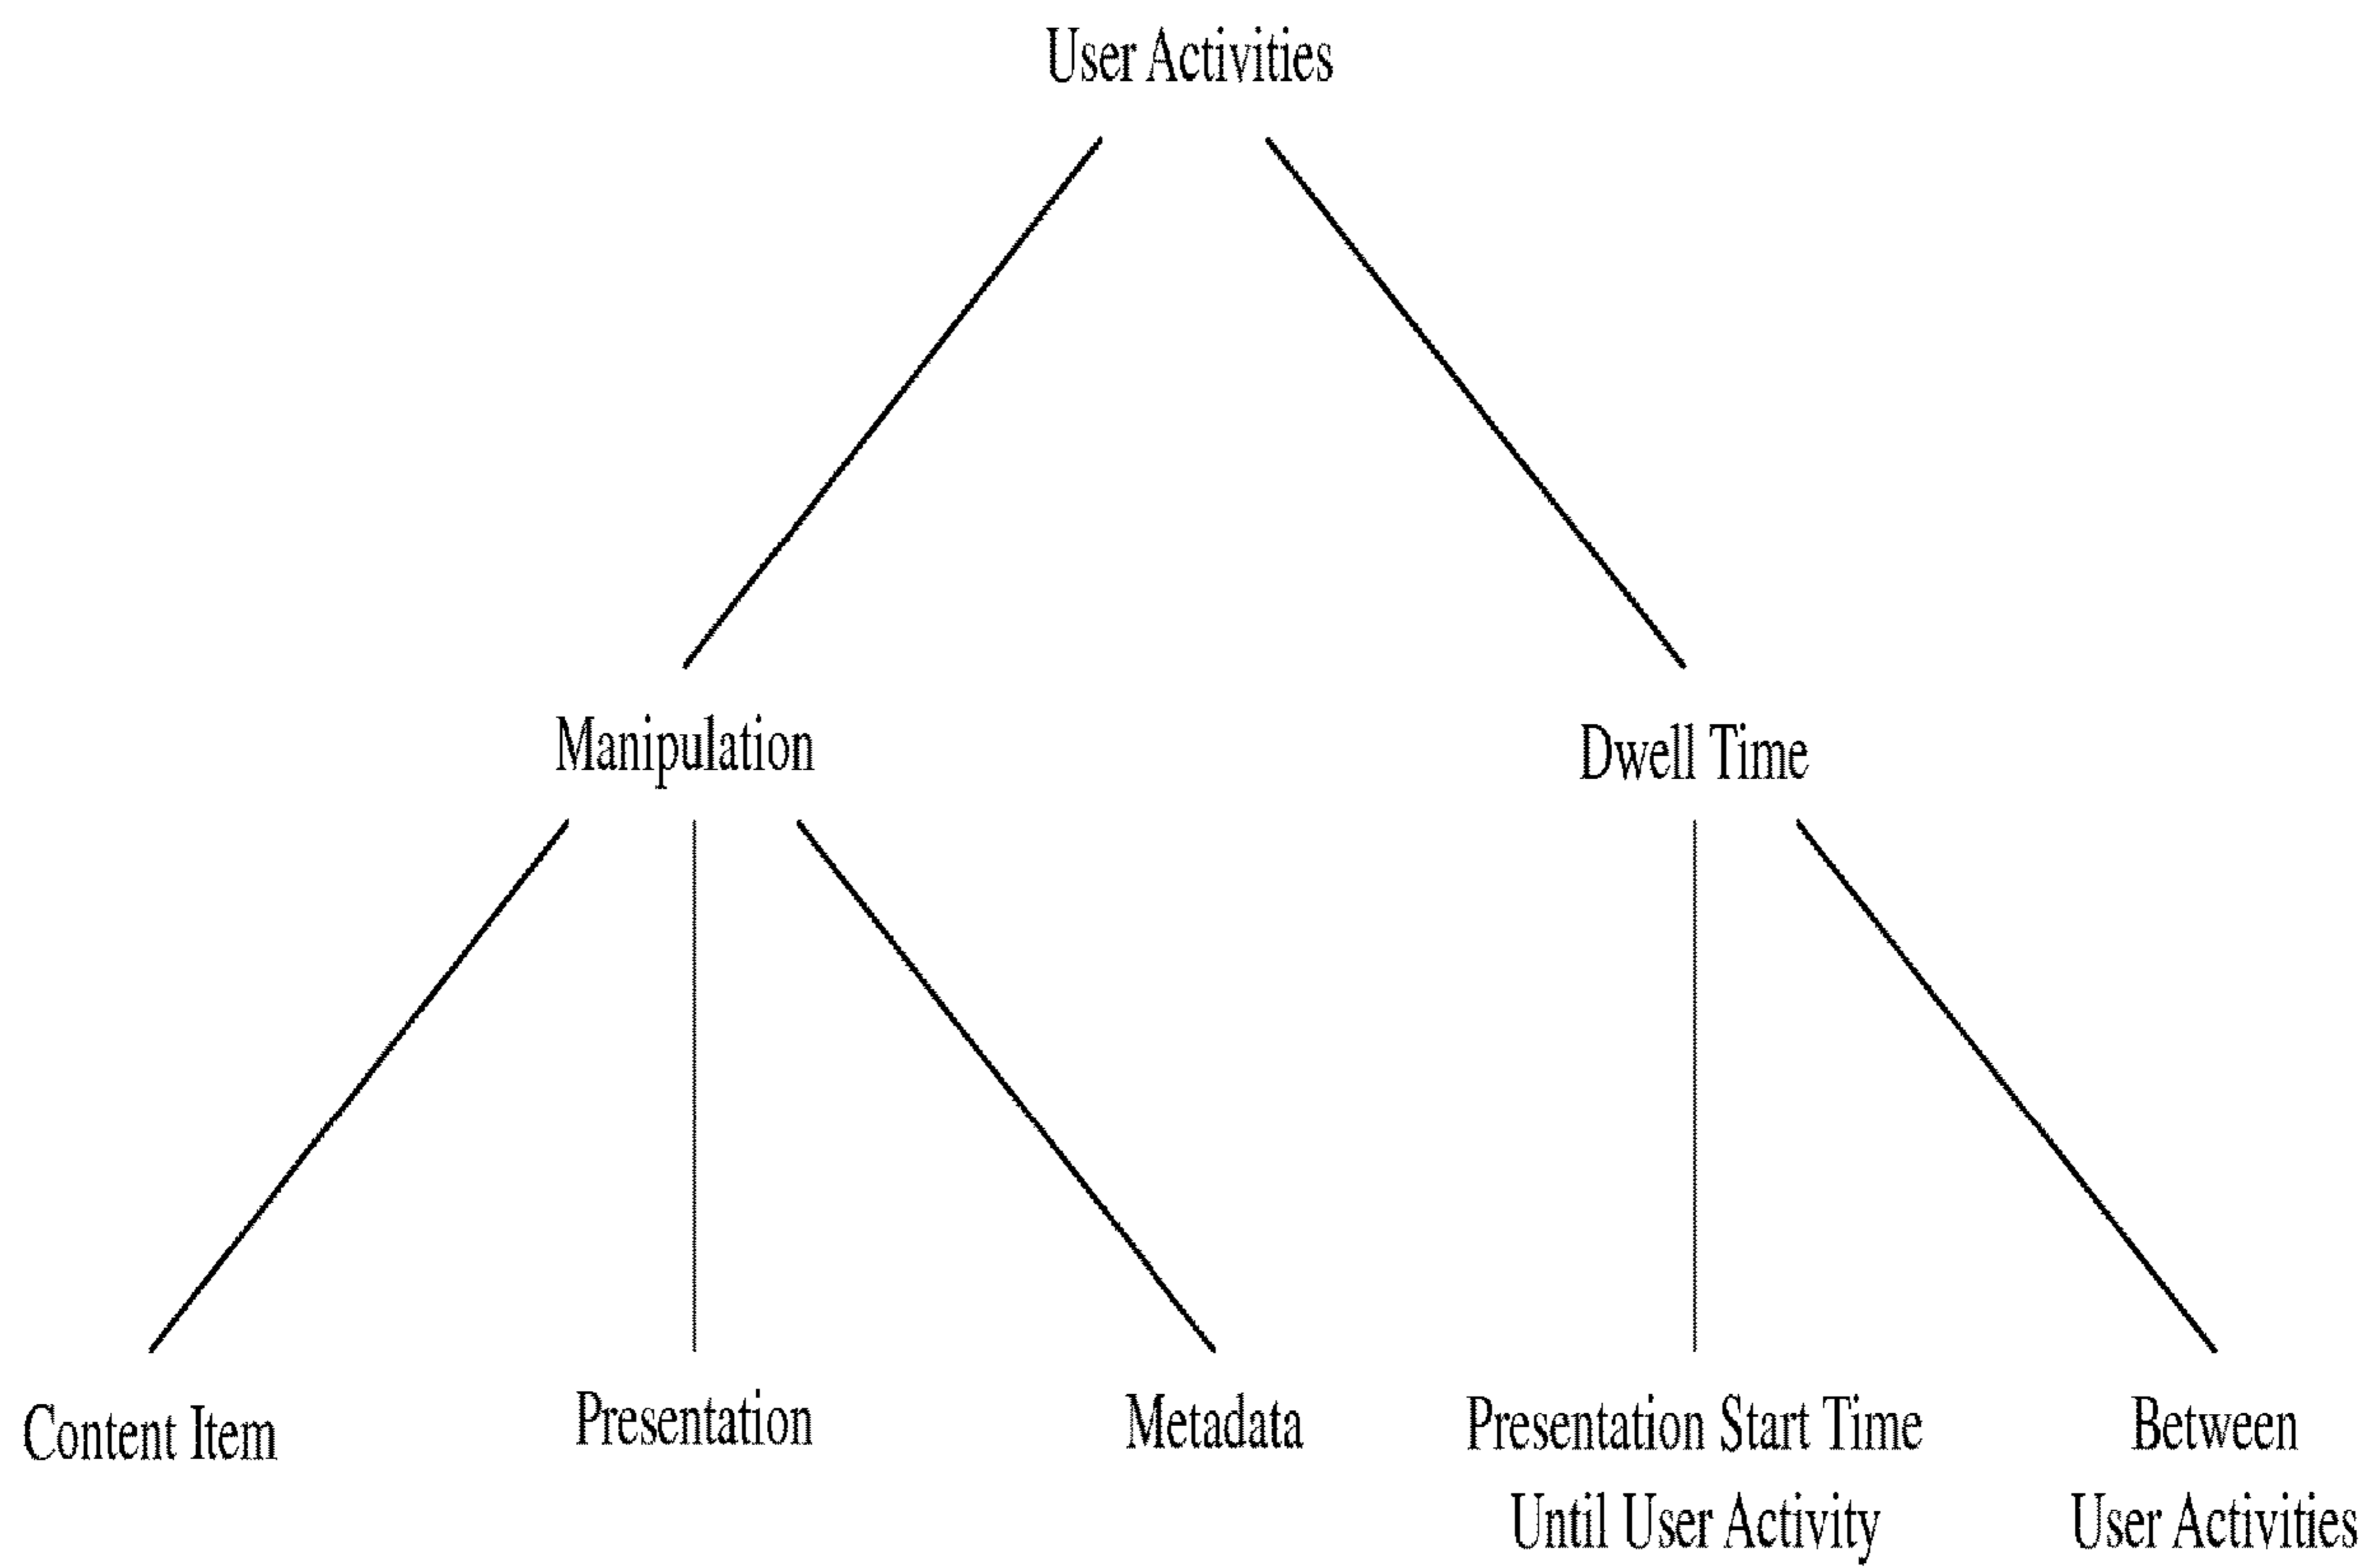 User Activities
Manipulation
Dwell Time
Content Item
Presentation
Metadata
Presentation Start Time
Until User Activity
Between
User Activities